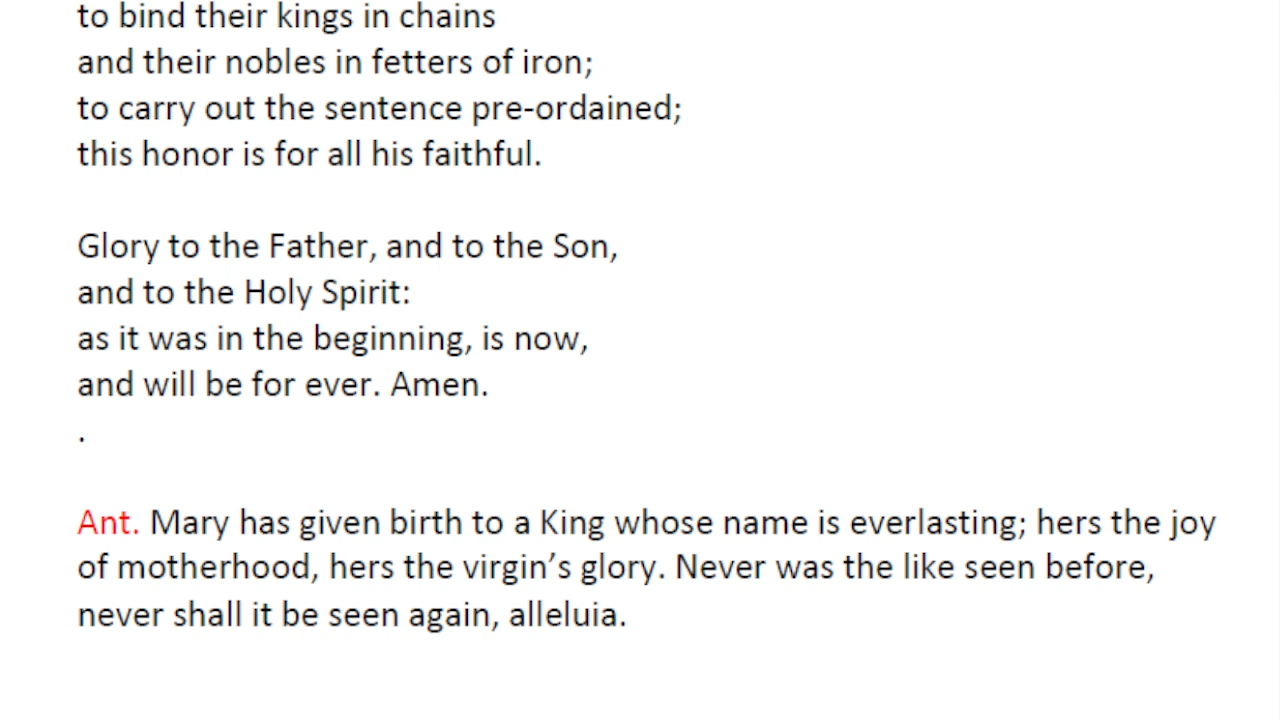 to bind their kings in chains
and their nobles in fetters of iron;
to carry out the sentence pre-ordained;
this honor is for all his faithful.
Glory to the Father, and to the Son,
and to the Holy Spirit:
as it was in the beginning, is now,
and will be for ever. Amen.
.
Ant. Mary has given birth to a King whose name is everlasting; hers the joy
of motherhood, hers the virgin’s glory. Never was the like seen before,
never shall it be seen again, alleluia.